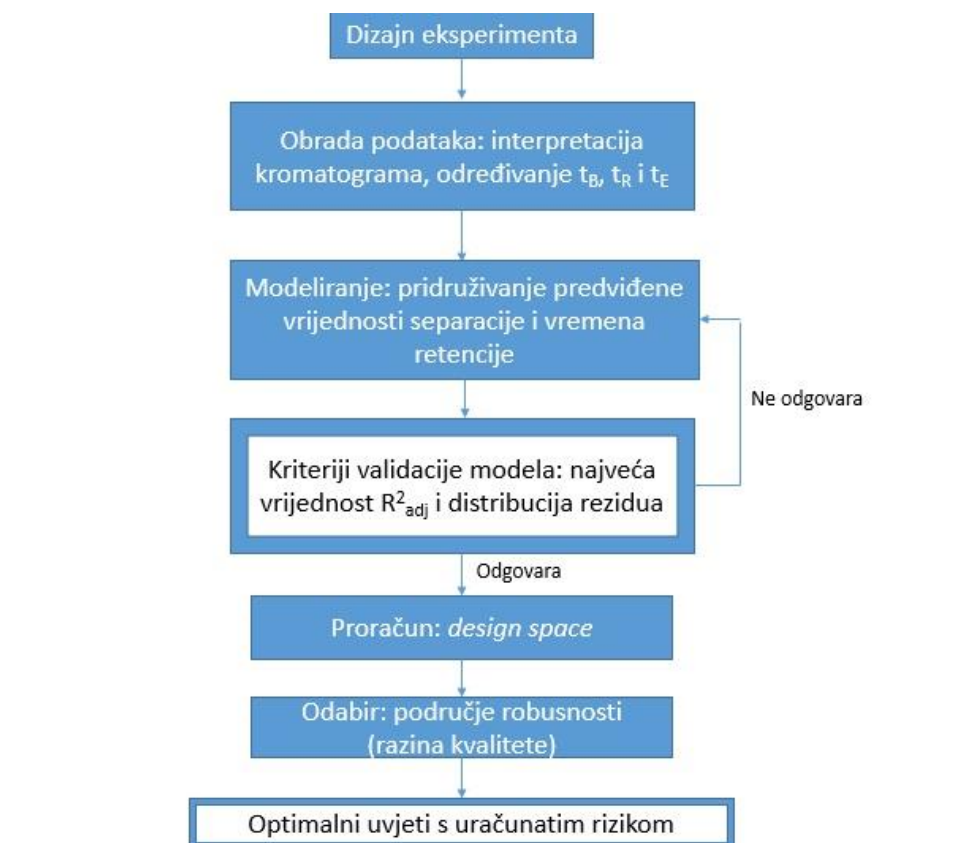 Dizajn eksperimenta
Obrada podataka: interpretacija
kromatograma, određivanje tB, tR i tE
Modeliranje: pridruživanje predviđene
vrijednosti separacije i vremena
retencije
Ne odgovara
Kriteriji validacije modela: najveća
vrijednost R²adj i distribucija rezidua
Odgovara
Proračun: design space
Odabir: područje robusnosti
(razina kvalitete)
Optimalni uvjeti s uračunatim rizikom